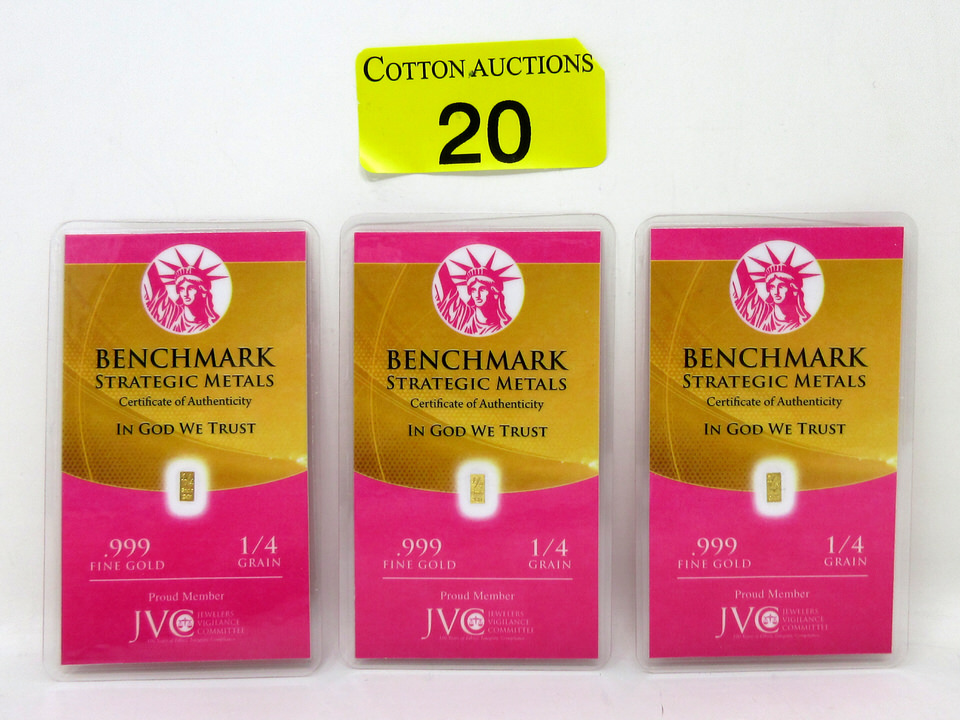 COTTON AUCTIONS
20
BENCHMARK
STRATEGIC METALS
Certificate of Authenticity
IN GOD WE TRUST
.999
FINE GOLD
1/4
GRAIN
Proud Member
JVC
JEWELERS
VIGILANCE
COMMITTEE
BENCHMARK
STRATEGIC METALS
Certificate of Authenticity
IN GOD WE TRUST
.999
FINE GOLD
1/4
GRAIN
Proud Member
JVC
JEWELERS
VIGILANCE
COMMITTEE
BENCHMARK
STRATEGIC METALS
Certificate of Authenticity
IN GOD WE TRUST
.999
FINE GOLD
1/4
GRAIN
Proud Member
JVC
JEWELERS
VIGILANCE
COMMITTEE